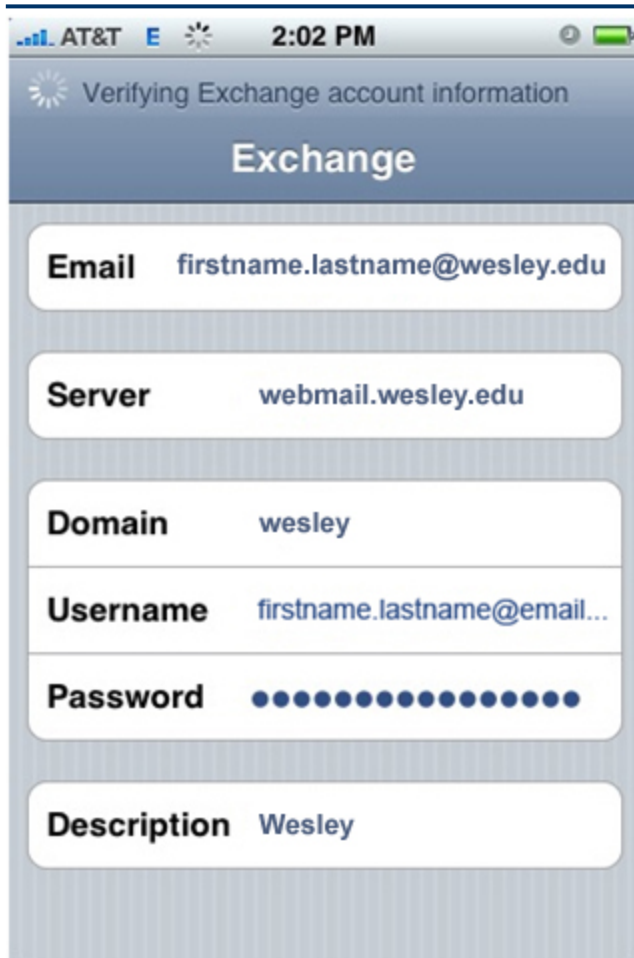 AT&T E 2:02 PM
Verifying Exchange account information
Exchange
Email firstname.lastname@wesley.edu
Server webmail.wesley.edu
Domain wesley
Username firstname.lastname@email...
Password ●●●●●●●●●●●●●●●●
Description Wesley